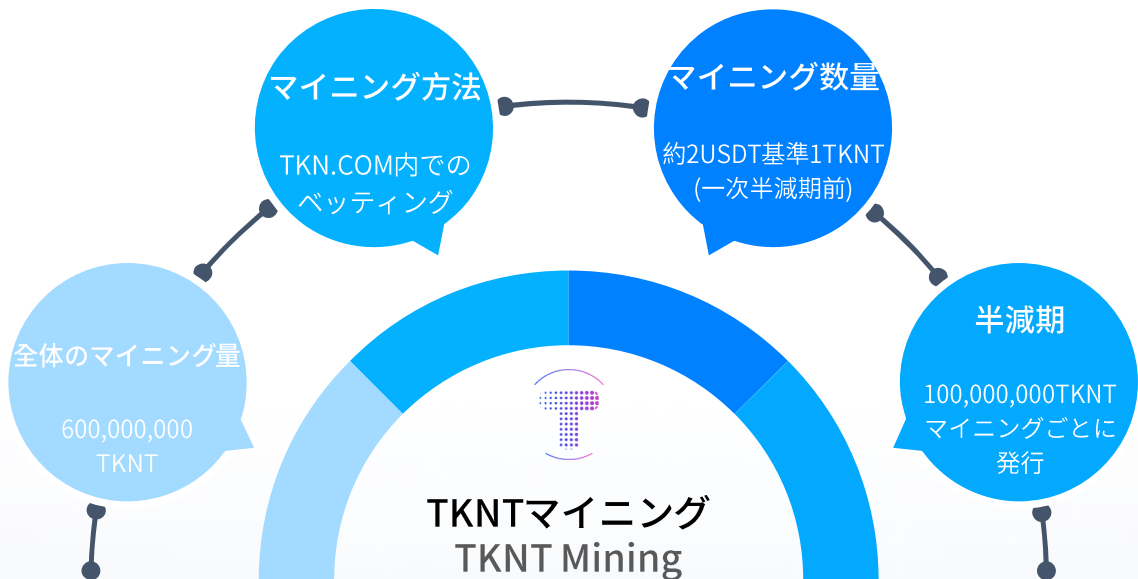 マイニング方法
TKN.COM内での
ベッティング
マイニング数量
約2USDT基準1TKNT
(一次半減期前)
全体のマイニング量
600,000,000
TKNT
半減期
100,000,000TKNT
マイニングごとに
発行
TKNTマイニング
TKNT Mining